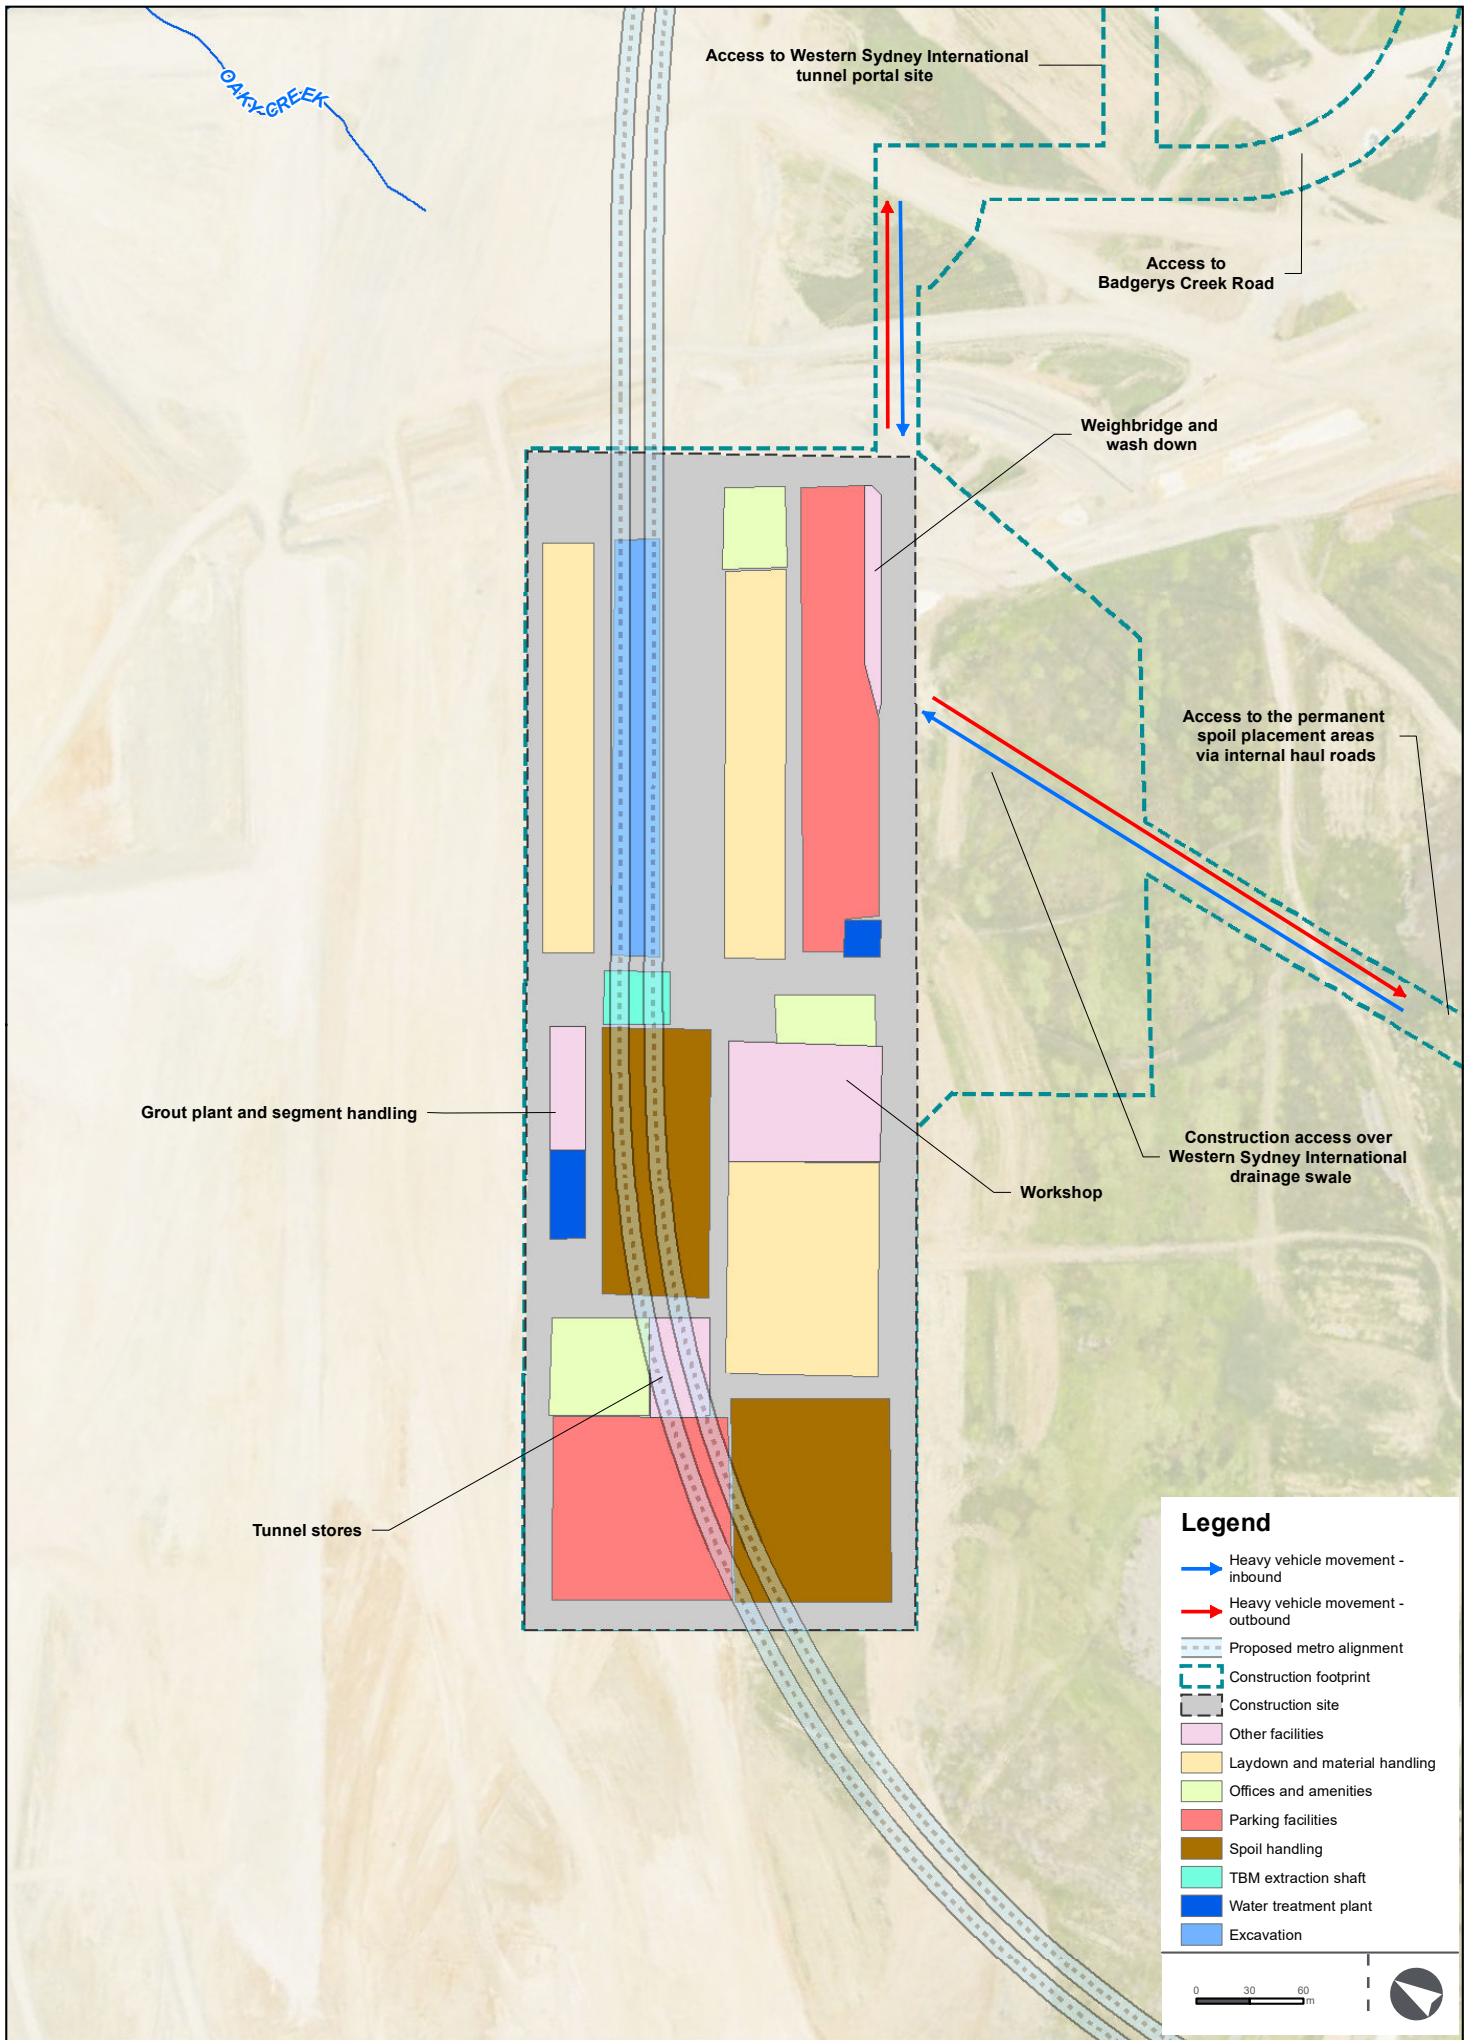 Access to Western Sydney International
tunnel portal site
OAKY CREEK
Access to
Badgerys Creek Road
Weighbridge and
wash down
Access to the permanent
spoil placement areas
via internal haul roads
Grout plant and segment handling
Construction access over
Western Sydney International
drainage swale
Workshop
Tunnel stores
Legend
Heavy vehicle movement -
inbound
Heavy vehicle movement -
outbound
Proposed metro alignment
Construction footprint
Construction site
Other facilities
Laydown and material handling
Offices and amenities
Parking facilities
Spoil handling
TBM extraction shaft
Water treatment plant
Excavation
0 30 60
m